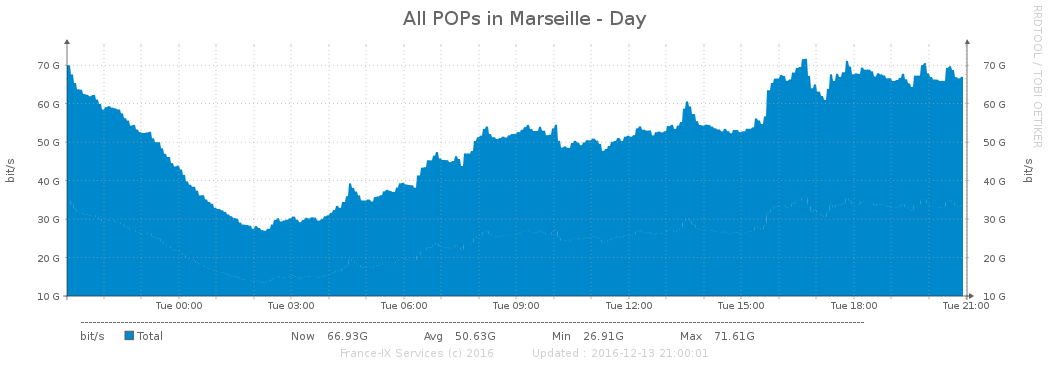 All POPs in Marseille - Day
RRDTOOL / TOBI OETIKER
70 G 70 G
60 G 60 G
50 G 50 G
40 G 40 G
30 G 30 G
20 G 20 G
10 G 10 G
bit/s bit/s
Tue 00:00 Tue 03:00 Tue 06:00 Tue 09:00 Tue 12:00 Tue 15:00 Tue 18:00 Tue 21:00
bit/s Total Now 66.93G Avg 50.63G Min 26.91G Max 71.61G
France-IX Services (c) 2016 Updated : 2016-12-13 21:00:01